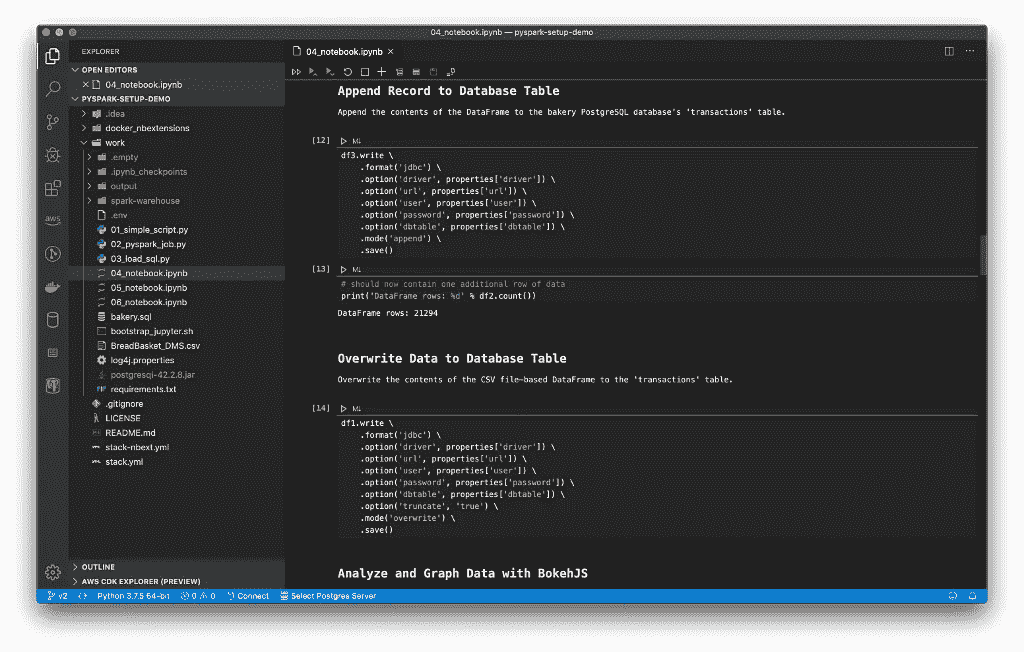 04_notebook.ipynb — pyspark-setup-demo
EXPLORER
OPEN EDITORS
04_notebook.ipynb
PYSPARK-SETUP-DEMO
.idea
docker_nbextensions
work
.empty
.ipynb_checkpoints
output
spark-warehouse
.env
01_simple_script.py
02_pyspark_job.py
03_load_sql.py
04_notebook.ipynb
05_notebook.ipynb
06_notebook.ipynb
bakery.sql
bootstrap_jupyter.sh
BreadBasket_DMS.csv
log4j.properties
postgresql-42.2.8.jar
requirements.txt
.gitignore
LICENSE
README.md
stack-nbext.yml
stack.yml
OUTLINE
AWS CDK EXPLORER (PREVIEW)
aws
04_notebook.ipynb ×
Append Record to Database Table
Append the contents of the DataFrame to the bakery PostgreSQL database's 'transactions' table.
[12] M↓
df3.write \
.format('jdbc') \
.option('driver', properties['driver']) \
.option('url', properties['url']) \
.option('user', properties['user']) \
.option('password', properties['password']) \
.option('dbtable', properties['dbtable']) \
.mode('append') \
.save()
[13] M↓
# should now contain one additional row of data
print('DataFrame rows: %d' % df2.count())
DataFrame rows: 21294
Overwrite Data to Database Table
Overwrite the contents of the CSV file-based DataFrame to the 'transactions' table.
[14] M↓
df1.write \
.format('jdbc') \
.option('driver', properties['driver']) \
.option('url', properties['url']) \
.option('user', properties['user']) \
.option('password', properties['password']) \
.option('dbtable', properties['dbtable']) \
.option('truncate', 'true') \
.mode('overwrite') \
.save()
Analyze and Graph Data with BokehJS
v2 Python 3.7.5 64-bit 0 0 Connect Select Postgres Server